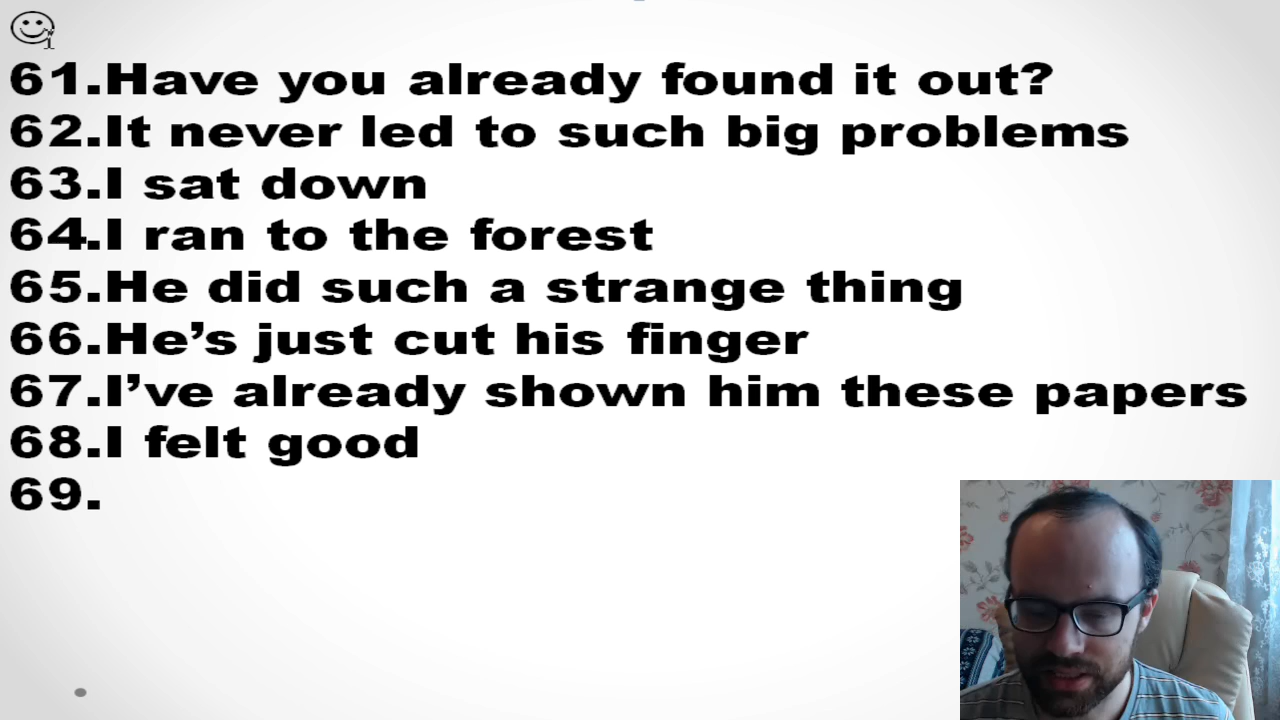 61.Have you already found it out?
62.It never led to such big problems
63.I sat down
64.I ran to the forest
65.He did such a strange thing
66.He’s just cut his finger
67.I’ve already shown him these papers
68.I felt good
69.